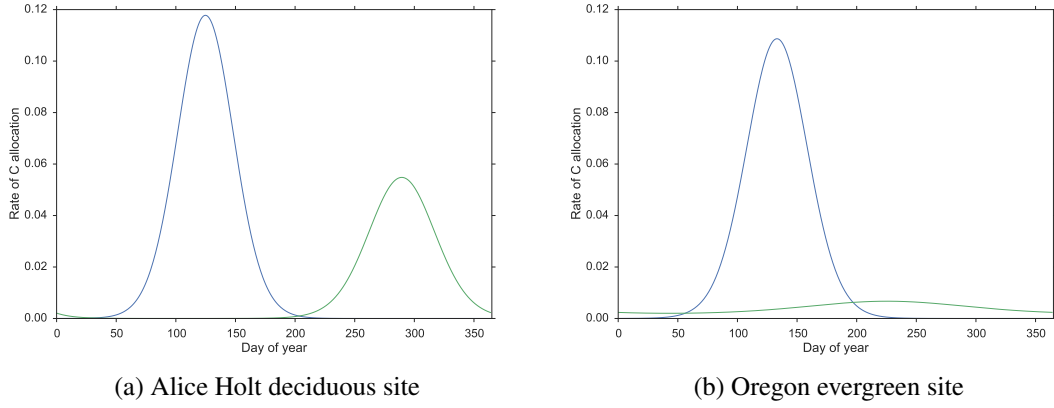 0.12
0.10
0.08
0.06
0.04
0.02
0.00
Rate of C allocation
0 50 100 150 200 250 300 350
Day of year
(a) Alice Holt deciduous site
0.12
0.10
0.08
0.06
0.04
0.02
0.00
Rate of C allocation
0 50 100 150 200 250 300 350
Day of year
(b) Oregon evergreen site